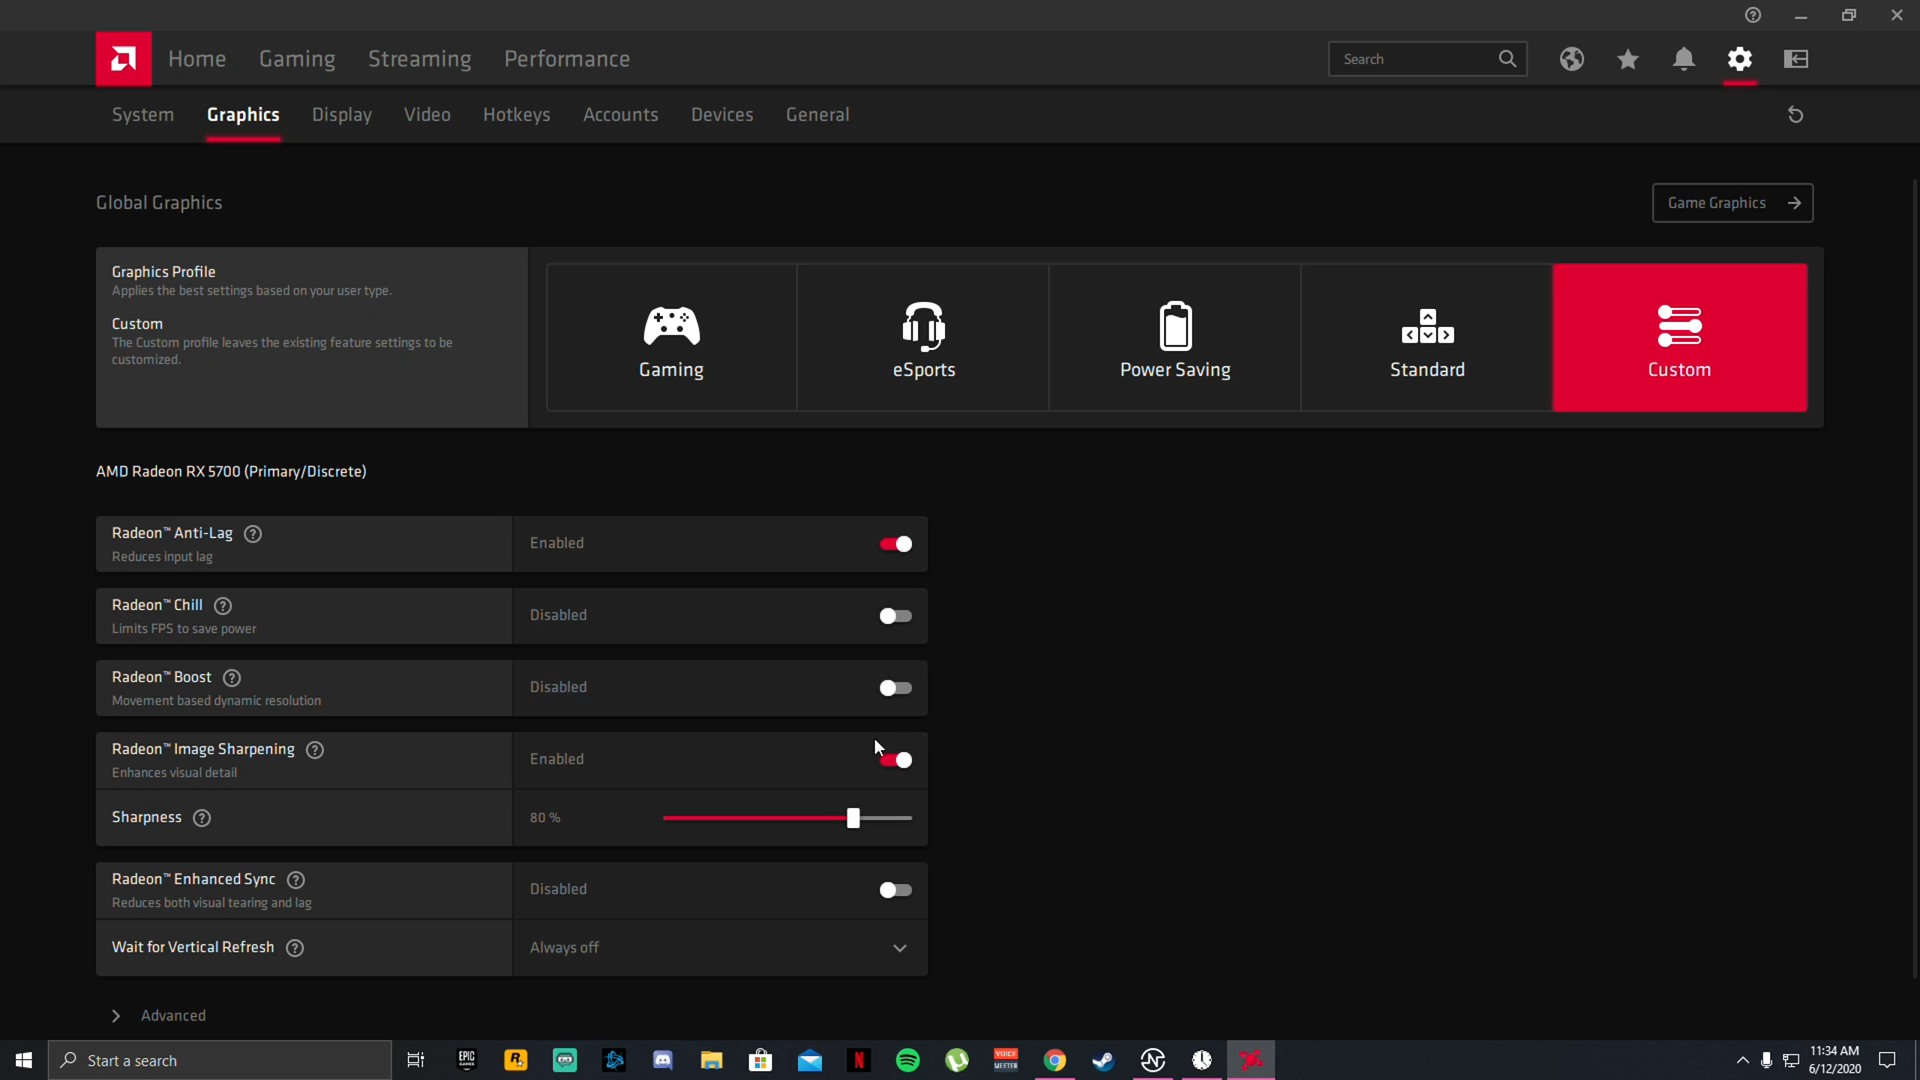 Home Gaming Streaming Performance Search
System Graphics Display Video Hotkeys Accounts Devices General
Global Graphics
Game Graphics
Graphics Profile
Applies the best settings based on your user type.
Custom
The Custom profile leaves the existing feature settings to be
customized.
Gaming
eSports
Power Saving
Standard
Custom
AMD Radeon RX 5700 (Primary/Discrete)
Radeon™ Anti-Lag
Reduces input lag
Enabled
Radeon™ Chill
Limits FPS to save power
Disabled
Radeon™ Boost
Movement based dynamic resolution
Disabled
Radeon™ Image Sharpening
Enhances visual detail
Enabled
Sharpness
80 %
Radeon™ Enhanced Sync
Reduces both visual tearing and lag
Disabled
Wait for Vertical Refresh
Always off
Advanced
Start a search
EPIC
GAMES
VOICE
MEETER
11:34 AM
6/12/2020